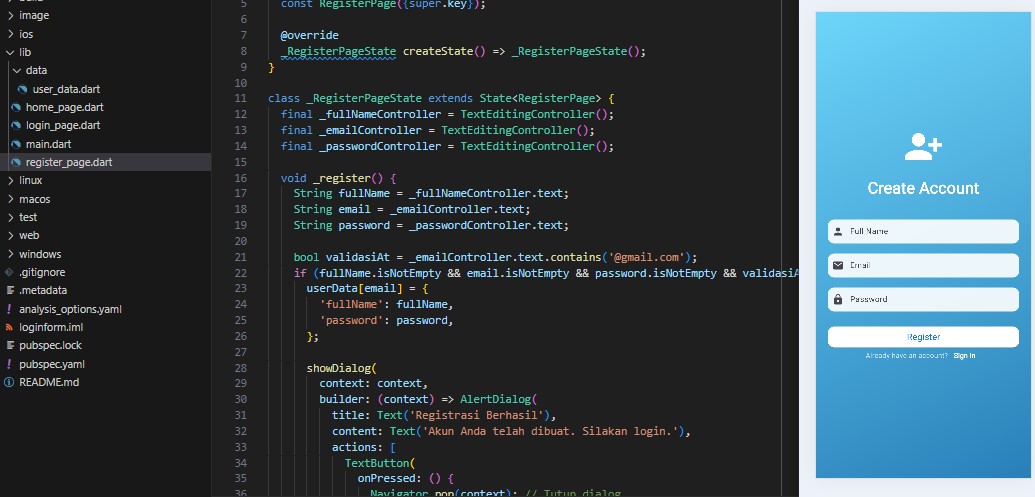 image
ios
lib
data
user_data.dart
home_page.dart
login_page.dart
main.dart
register_page.dart
linux
macos
test
web
windows
.gitignore
.metadata
analysis_options.yaml
loginform.iml
pubspec.lock
pubspec.yaml
README.md
5 const RegisterPage({super.key});
6
7 @override
8 _RegisterPageState createState() => _RegisterPageState();
9 }
10
11 class _RegisterPageState extends State<RegisterPage> {
12 final _fullNameController = TextEditingController();
13 final _emailController = TextEditingController();
14 final _passwordController = TextEditingController();
15
16 void _register() {
17 String fullName = _fullNameController.text;
18 String email = _emailController.text;
19 String password = _passwordController.text;
20
21 bool validasiAt = _emailController.text.contains('@gmail.com');
22 if (fullName.isNotEmpty && email.isNotEmpty && password.isNotEmpty && validasiA
23 userData[email] = {
24 'fullName': fullName,
25 'password': password,
26 };
27
28 showDialog(
29 context: context,
30 builder: (context) => AlertDialog(
31 title: Text('Registrasi Berhasil'),
32 content: Text('Akun Anda telah dibuat. Silakan login.'),
33 actions: [
34 TextButton(
35 onPressed: () {
36 Navigator.pop(context); // Tutup dialog
Create Account
Full Name
Email
Password
Register
Already have an account? Sign in